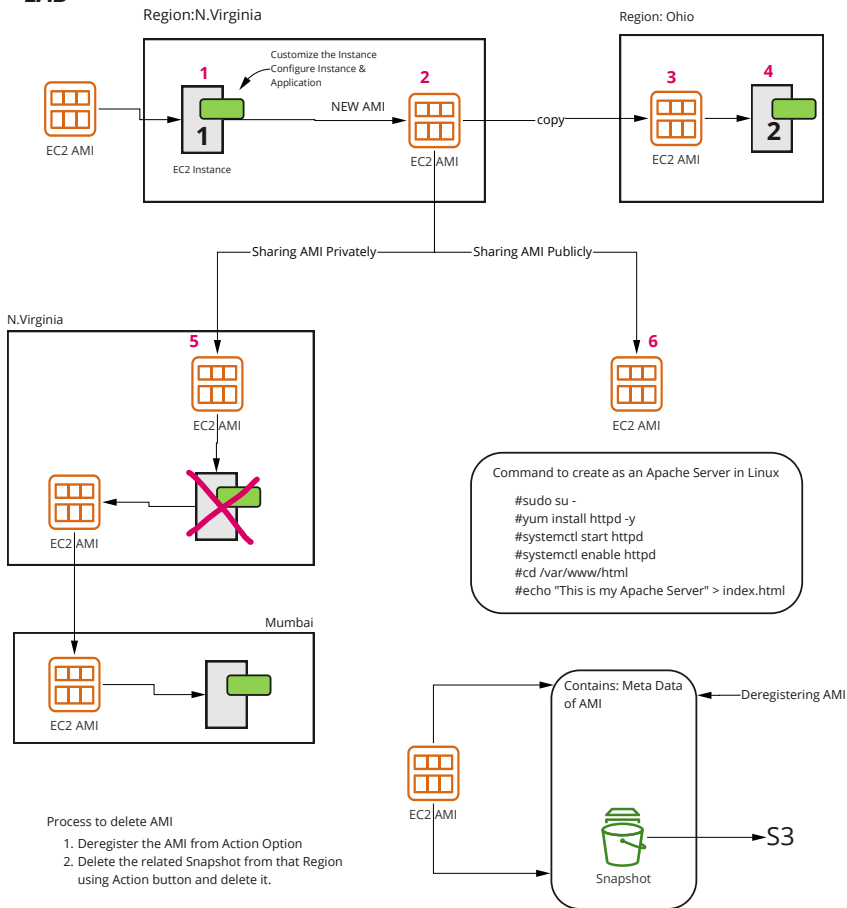 LAB
Region:N.Virginia
Region: Ohio
Customize the Instance
Configure Instance &
Application
1
2
3
4
NEW AMI
copy
1
2
EC2 AMI
EC2 Instance
EC2 AMI
EC2 AMI
Sharing AMI Privately
Sharing AMI Publicly
N.Virginia
5
6
EC2 AMI
EC2 AMI
EC2 AMI
Command to create as an Apache Server in Linux
#sudo su -
#yum install httpd -y
#systemctl start httpd
#systemctl enable httpd
#cd /var/www/html
#echo "This is my Apache Server" > index.html
Mumbai
EC2 AMI
Contains: Meta Data
of AMI
Deregistering AMI
EC2 AMI
Snapshot
S3
Process to delete AMI
1. Deregister the AMI from Action Option
2. Delete the related Snapshot from that Region
using Action button and delete it.